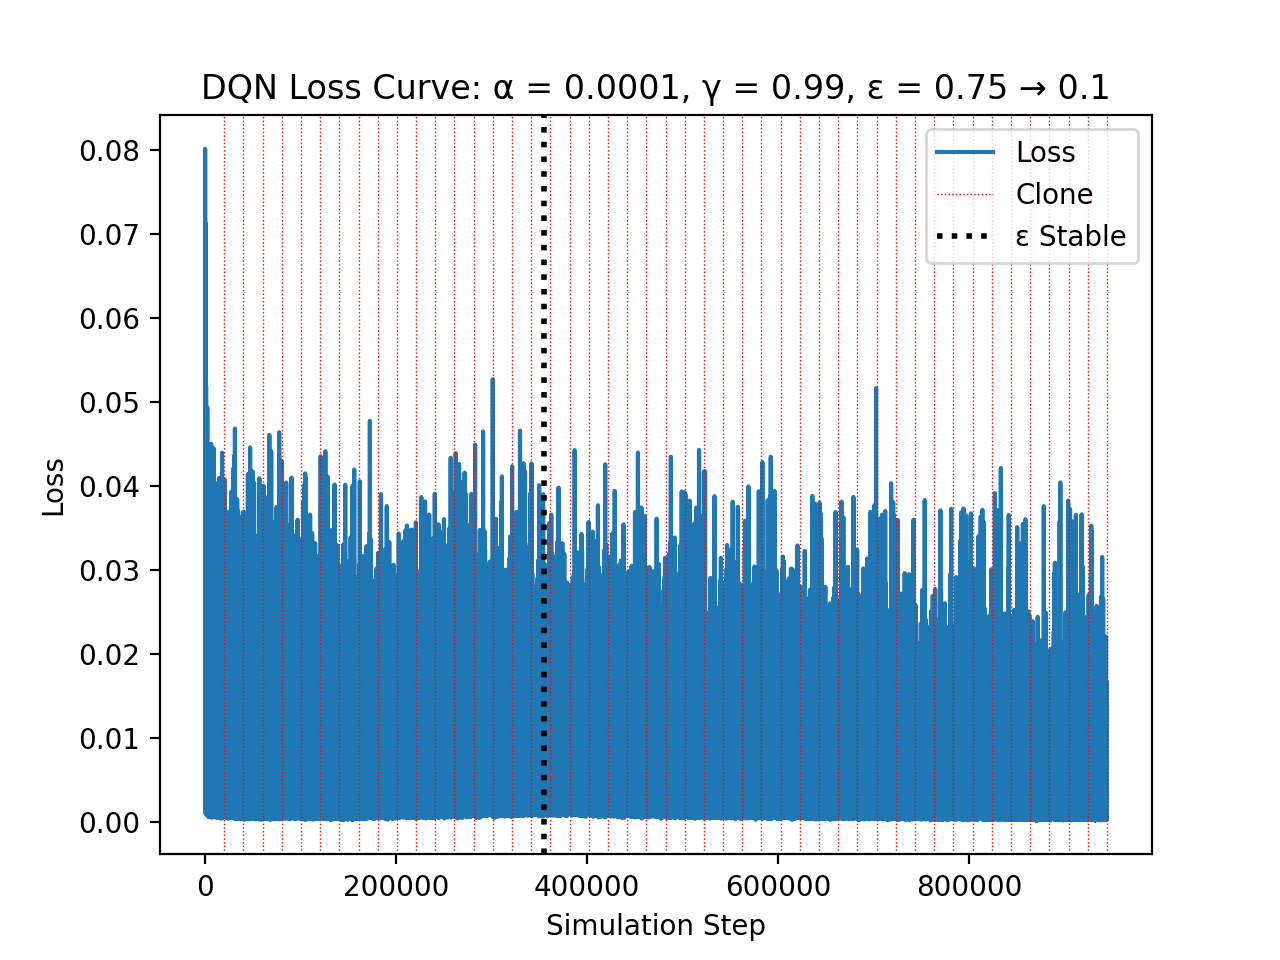 DQN Loss Curve: α = 0.0001, γ = 0.99, ε = 0.75 → 0.1
Loss
Clone
ε Stable
0.08
0.07
0.06
0.05
0.04
0.03
0.02
0.01
0.00
Loss
0
200000
400000
600000
800000
Simulation Step